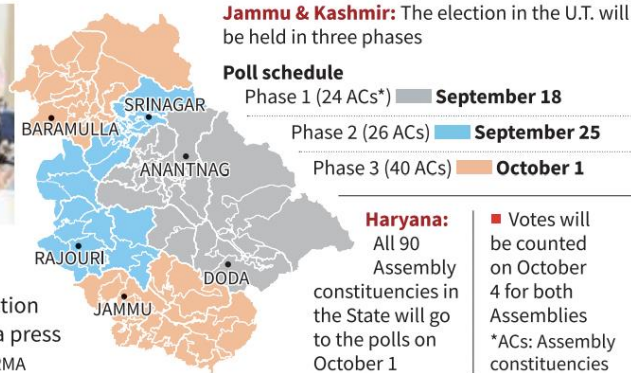 Jammu & Kashmir: The election in the U.T. will
be held in three phases
Poll schedule
Phase 1 (24 ACs*) September 18
Phase 2 (26 ACs) September 25
Phase 3 (40 ACs) October 1
SRINAGAR
BARAMULLA
ANANTNAG
RAJOURI
DODA
JAMMU
Haryana:
All 90
Assembly
constituencies in
the State will go
to the polls on
October 1
Votes will
be counted
on October
4 for both
Assemblies
*ACs: Assembly
constituencies
tion
a press
RMA